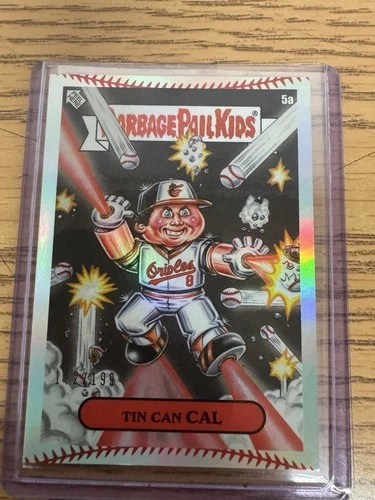 5a
GARBAGE PAIL KIDS
Orioles
8
TIN CAN CAL